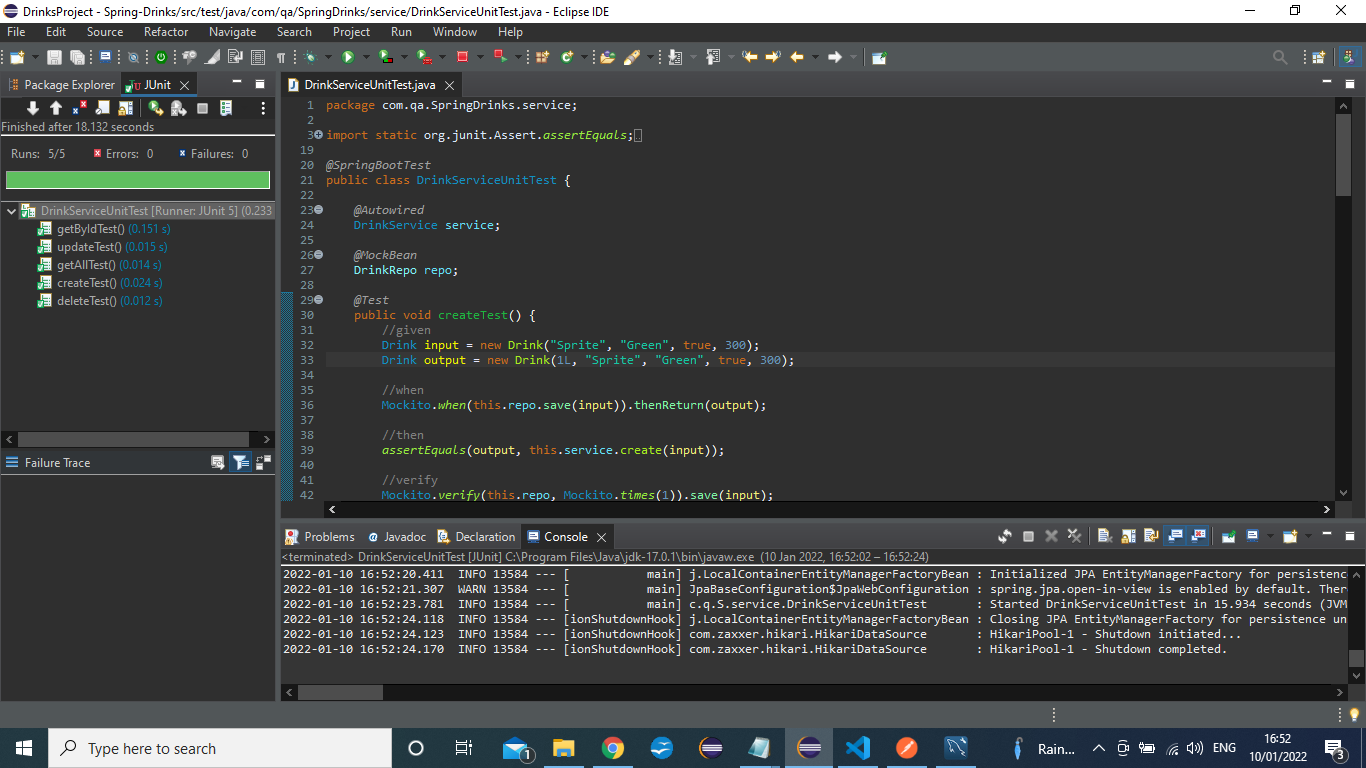 DrinksProject - Spring-Drinks/src/test/java/com/qa/SpringDrinks/service/DrinkServiceUnitTest.java - Eclipse IDE
File Edit Source Refactor Navigate Search Project Run Window Help
Package Explorer JUnit
Finished after 18.132 seconds
Runs: 5/5 Errors: 0 Failures: 0
DrinkServiceUnitTest [Runner: JUnit 5] (0.233
getByIdTest() (0.151 s)
updateTest() (0.015 s)
getAllTest() (0.014 s)
createTest() (0.024 s)
deleteTest() (0.012 s)
Failure Trace
DrinkServiceUnitTest.java
1 package com.qa.SpringDrinks.service;
2
3 import static org.junit.Assert.assertEquals;
19
20 @SpringBootTest
21 public class DrinkServiceUnitTest {
22
23 @Autowired
24 DrinkService service;
25
26 @MockBean
27 DrinkRepo repo;
28
29 @Test
30 public void createTest() {
31 //given
32 Drink input = new Drink("Sprite", "Green", true, 300);
33 Drink output = new Drink(1L, "Sprite", "Green", true, 300);
34
35 //when
36 Mockito.when(this.repo.save(input)).thenReturn(output);
37
38 //then
39 assertEquals(output, this.service.create(input));
40
41 //verify
42 Mockito.verify(this.repo, Mockito.times(1)).save(input);
Problems @ Javadoc Declaration Console
<terminated> DrinkServiceUnitTest [JUnit] C:\Program Files\Java\jdk-17.0.1\bin\javaw.exe (10 Jan 2022, 16:52:02 – 16:52:24)
2022-01-10 16:52:20.411 INFO 13584 --- [ main] j.LocalContainerEntityManagerFactoryBean : Initialized JPA EntityManagerFactory for persistenc
2022-01-10 16:52:21.307 WARN 13584 --- [ main] JpaBaseConfiguration$JpaWebConfiguration : spring.jpa.open-in-view is enabled by default. Ther
2022-01-10 16:52:23.781 INFO 13584 --- [ main] c.q.S.service.DrinkServiceUnitTest : Started DrinkServiceUnitTest in 15.934 seconds (JVM
2022-01-10 16:52:24.118 INFO 13584 --- [ionShutdownHook] j.LocalContainerEntityManagerFactoryBean : Closing JPA EntityManagerFactory for persistence un
2022-01-10 16:52:24.123 INFO 13584 --- [ionShutdownHook] com.zaxxer.hikari.HikariDataSource : HikariPool-1 - Shutdown initiated...
2022-01-10 16:52:24.170 INFO 13584 --- [ionShutdownHook] com.zaxxer.hikari.HikariDataSource : HikariPool-1 - Shutdown completed.
Type here to search
1
Rain... ENG
16:52
10/01/2022
3